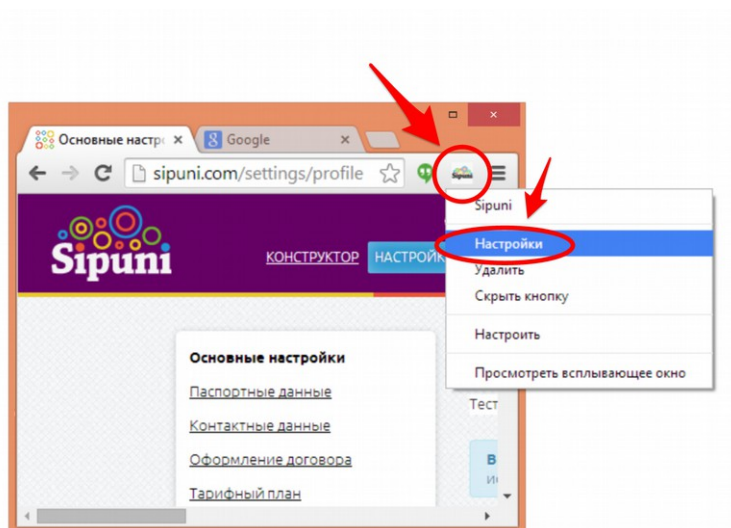 Основные настр
Google
sipuni.com/settings/profile
Sipuni
Sipuni
КОНСТРУКТОР
НАСТРОЙК
Настройки
Удалить
Скрыть кнопку
Настроить
Просмотреть всплывающее окно
Основные настройки
Паспортные данные
Контактные данные
Оформление договора
Тарифный план
Тест
В